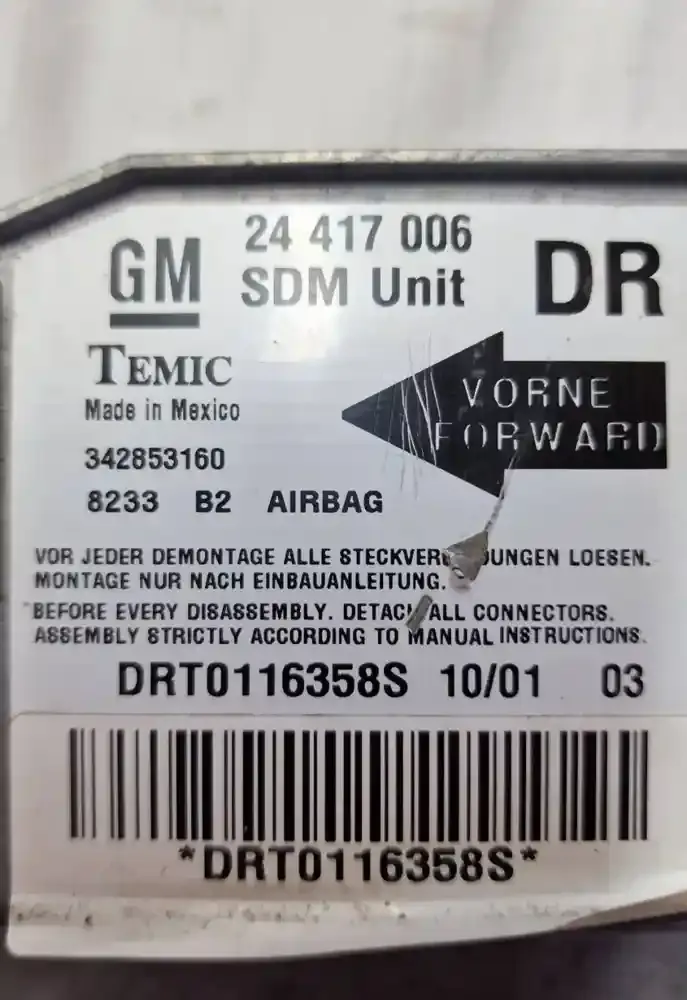 24 417 006
GM SDM Unit DR
TEMIC
Made in Mexico
VORNE
FORWARD
342853160
8233 B2 AIRBAG
VOR JEDER DEMONTAGE ALLE LOESEN.
MONTAGE NUR NACH EINBAUANLEITUNG.
BEFORE EVERY DISASSEMBLY. DETACH ALL CONNECTORS.
ASSEMBLY STRICTLY ACCORDING TO MANUAL INSTRUCTIONS.
DRT0116358S 10/01 03
*DRT0116358S*